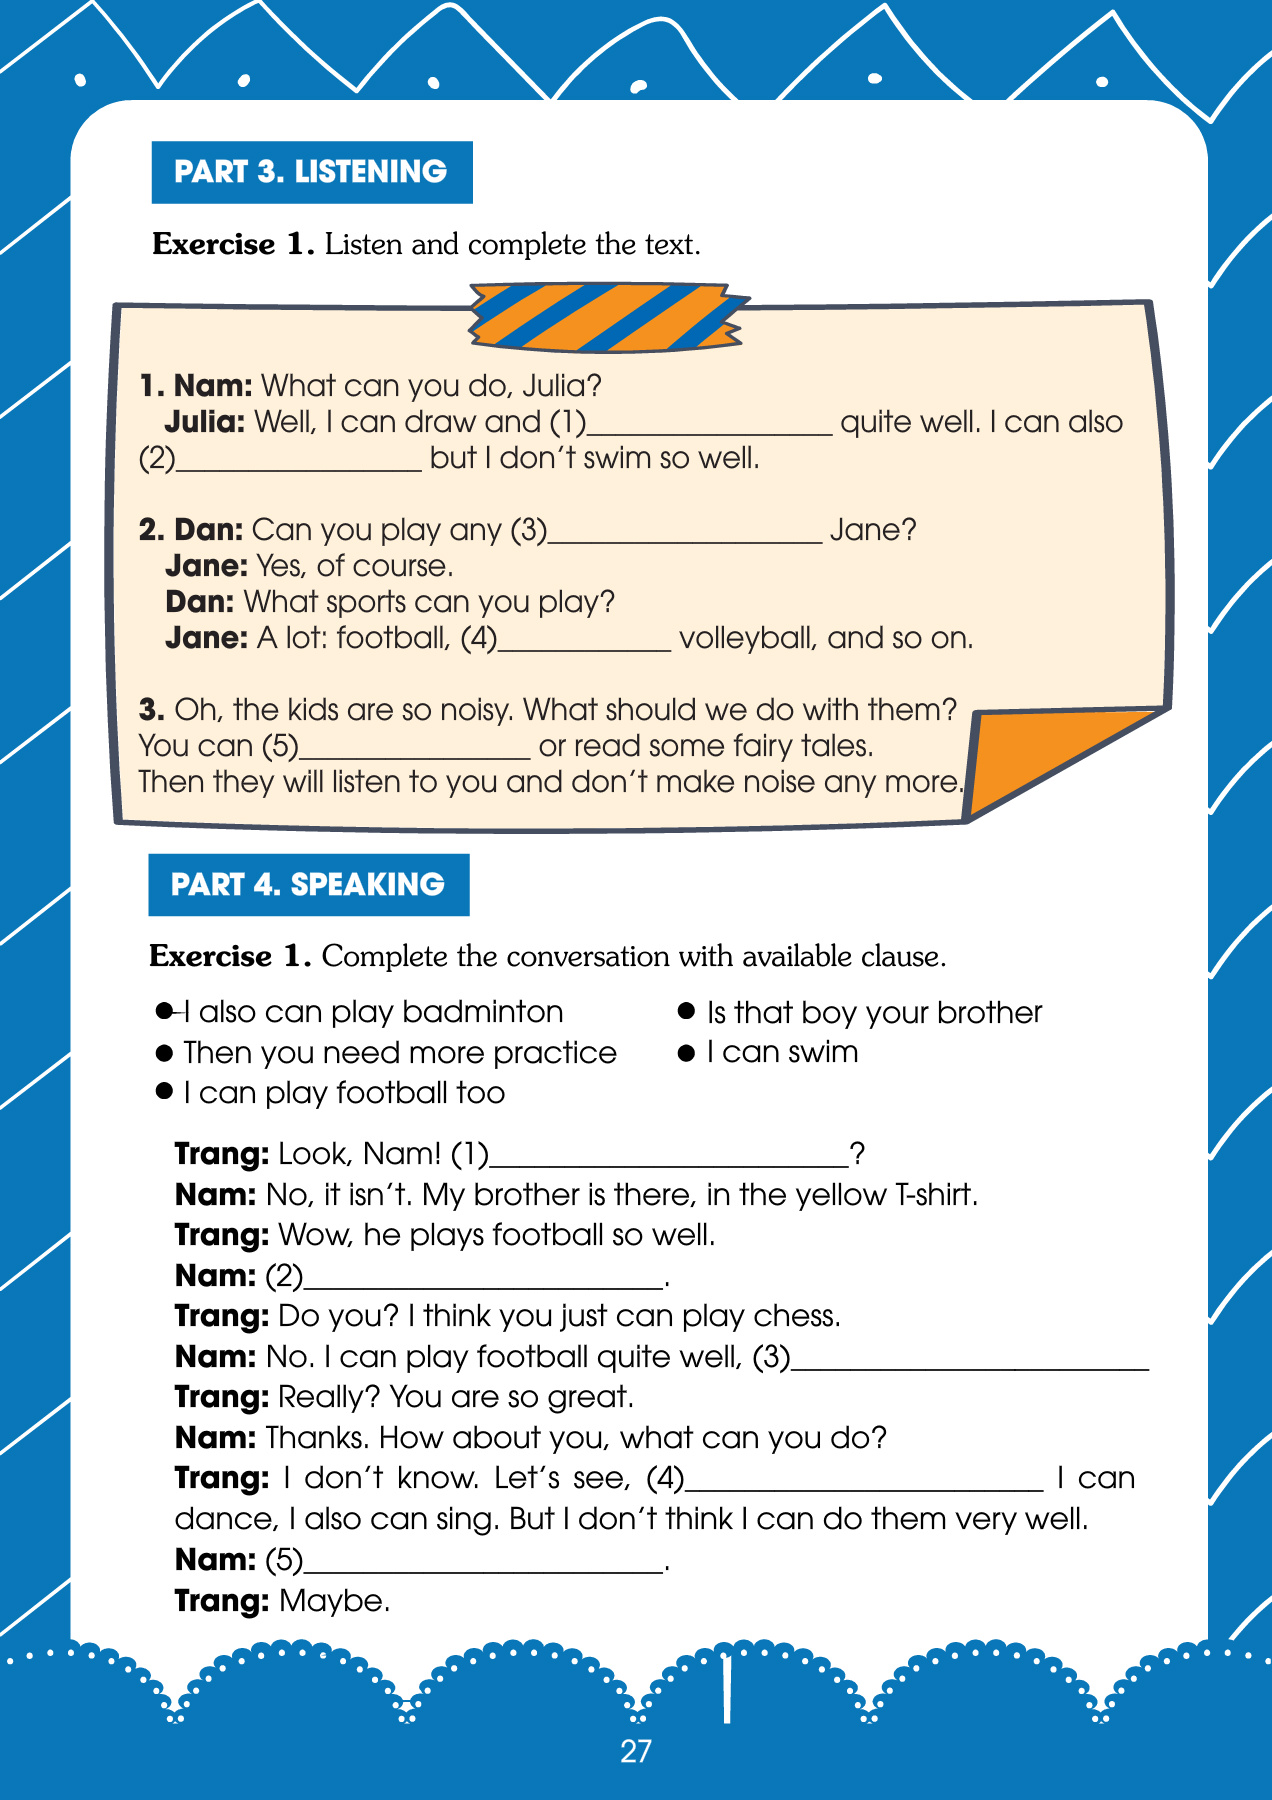 PART 3. LISTENING
Exercise 1. Listen and complete the text.
1. Nam: What can you do, Julia?
Julia: Well, I can draw and (1)________________ quite well. I can also
(2)________________ but I don't swim so well.
2. Dan: Can you play any (3)__________________ Jane?
Jane: Yes, of course.
Dan: What sports can you play?
Jane: A lot: football, (4)___________ volleyball, and so on.
3. Oh, the kids are so noisy. What should we do with them?
You can (5)_______________ or read some fairy tales.
Then they will listen to you and don't make noise any more.
PART 4. SPEAKING
Exercise 1. Complete the conversation with available clause.
● I also can play badminton
● Is that boy your brother
● Then you need more practice
● I can swim
● I can play football too
Trang: Look, Nam! (1)_______________________?
Nam: No, it isn't. My brother is there, in the yellow T-shirt.
Trang: Wow, he plays football so well.
Nam: (2)_______________________.
Trang: Do you? I think you just can play chess.
Nam: No. I can play football quite well, (3)_______________________
Trang: Really? You are so great.
Nam: Thanks. How about you, what can you do?
Trang: I don't know. Let's see, (4)_______________________ I can
dance, I also can sing. But I don't think I can do them very well.
Nam: (5)_______________________.
Trang: Maybe.
27